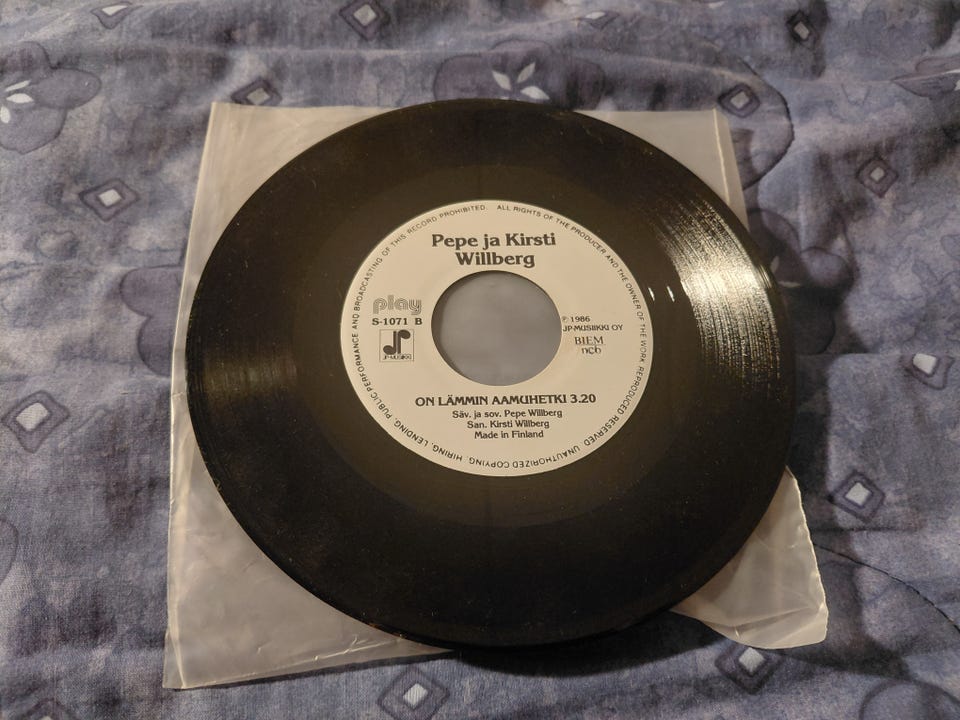 ALL RIGHTS OF THE PRODUCER AND THE OWNER OF THE WORK REPRODUCED RESERVED. UNAUTHORIZED COPYING, HIRING, LENDING, PUBLIC PERFORMANCE AND BROADCASTING OF THIS RECORD PROHIBITED.
Pepe ja Kirsti
Willberg
play
S-1071 B
JP-MUSIIKKI
℗ 1986
JP-MUSIIKKI OY
BIEM
ncb
ON LÄMMIN AAMUHETKI 3.20
Säv. ja sov. Pepe Willberg
San. Kirsti Willberg
Made in Finland